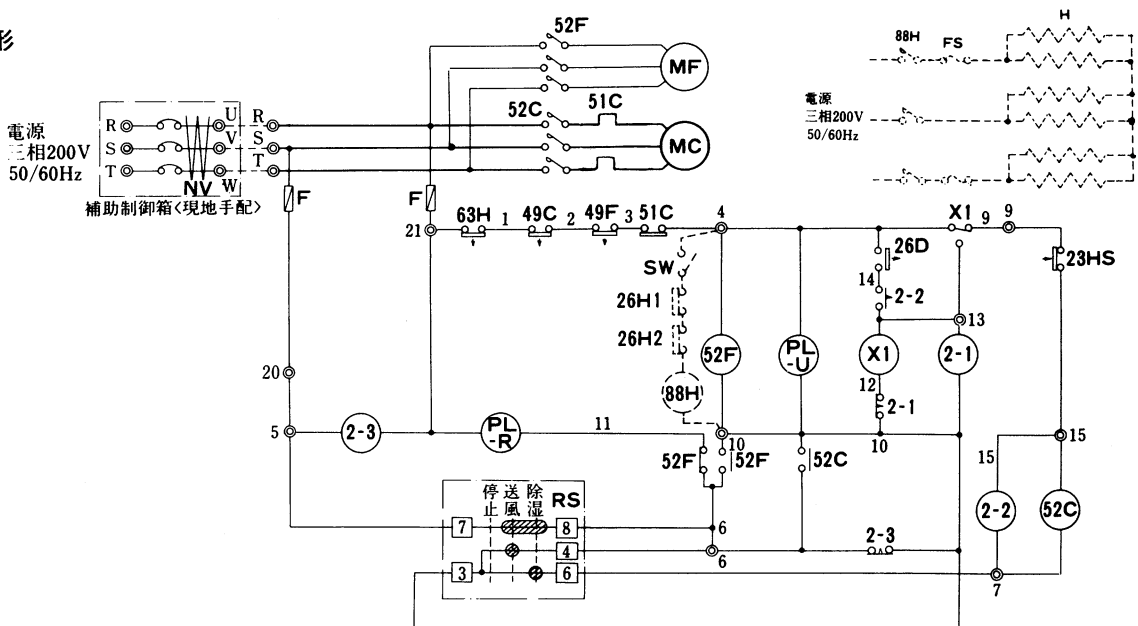 形
52F
MF
H
88H
FS
電源
三相200V
50/60Hz
R
S
T
U
V
W
R
S
T
NV
補助制御箱<現地手配>
52C
51C
MC
電源
三相200V
50/60Hz
F
F
21
63H
1
49C
2
49F
3
51C
4
X1
9
9
SW
26H1
26H2
88H
52F
PL
-U
26D
14
2-2
X1
12
2-1
13
2-1
23HS
20
5
2-3
PL
-R
11
10
10
52F
52F
52C
15
15
2-2
52C
停止
送風
除湿
RS
7
8
4
3
6
6
6
2-3
7